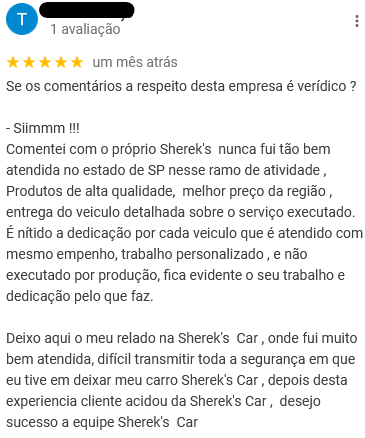 T
1 avaliação
um mês atrás
Se os comentários a respeito desta empresa é verídico ?
- Siimmm !!!
Comentei com o próprio Sherek's  nunca fui tão bem
atendida no estado de SP nesse ramo de atividade ,
Produtos de alta qualidade,  melhor preço da região ,
entrega do veiculo detalhada sobre o serviço executado.
É nítido a dedicação por cada veiculo que é atendido com
mesmo empenho, trabalho personalizado , e não
executado por produção, fica evidente o seu trabalho e
dedicação pelo que faz.
Deixo aqui o meu relado na Sherek's  Car , onde fui muito
bem atendida, difícil transmitir toda a segurança em que
eu tive em deixar meu carro Sherek's Car , depois desta
experiencia cliente acidou da Sherek's Car ,  desejo
sucesso a equipe Sherek's  Car